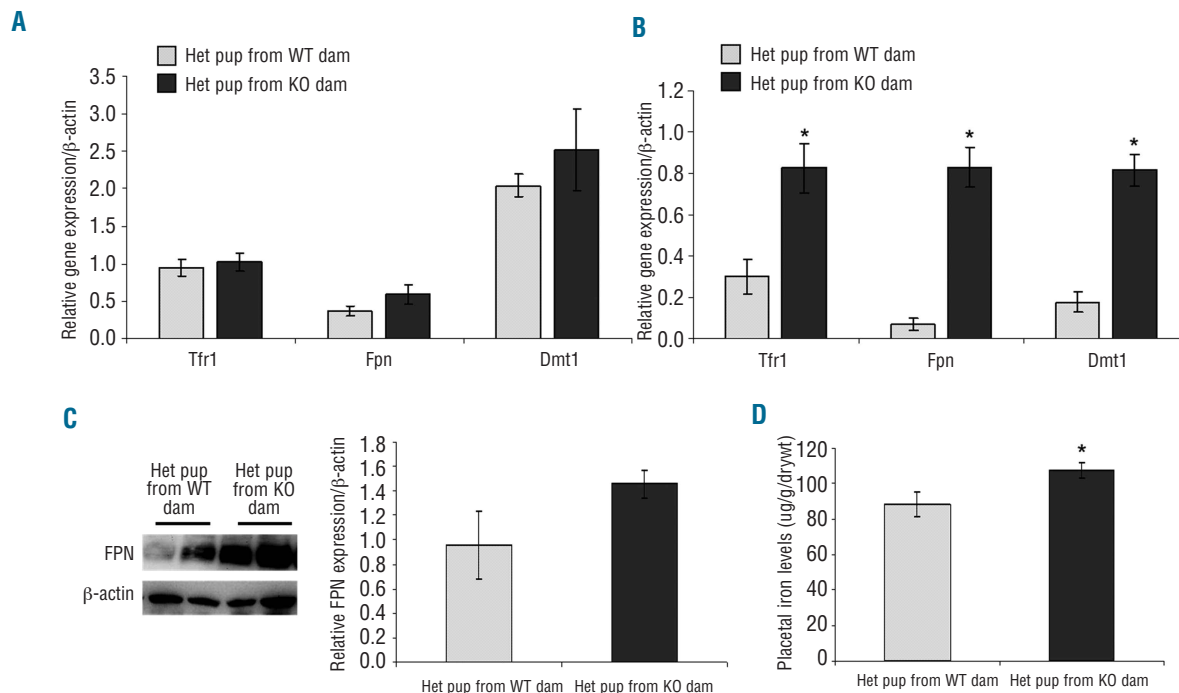 A
Het pup from WT dam
Het pup from KO dam
Relative gene expression/β-actin
3.5
3.0
2.5
2.0
1.5
1.0
0.5
0.0
Tfr1 Fpn Dmt1
B
Het pup from WT dam
Het pup from KO dam
Relative gene expression/β-actin
1.2
1.0
0.8
0.6
0.4
0.2
0.0
* * *
Tfr1 Fpn Dmt1
C
Het pup from WT dam
Het pup from KO dam
FPN
β-actin
Relative FPN expression/β-actin
1.8
1.6
1.4
1.2
1.0
0.8
0.6
0.4
0.2
0.0
Het pup from WT dam Het pup from KO dam
D
Placetal iron levels (ug/g/drywt)
120
100
80
60
40
20
0
*
Het pup from WT dam Het pup from KO dam